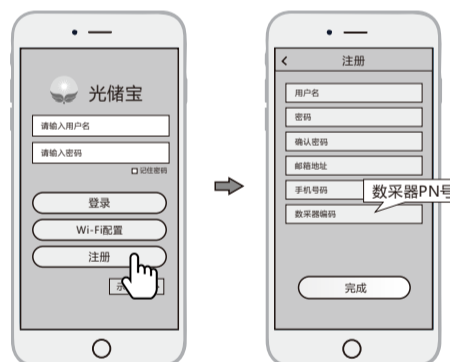 光储宝
请输入用户名
请输入密码
记住密码
登录
Wi-Fi配置
注册
注册
用户名
密码
确认密码
邮箱地址
手机号码
数采器PN号
数采器编码
完成